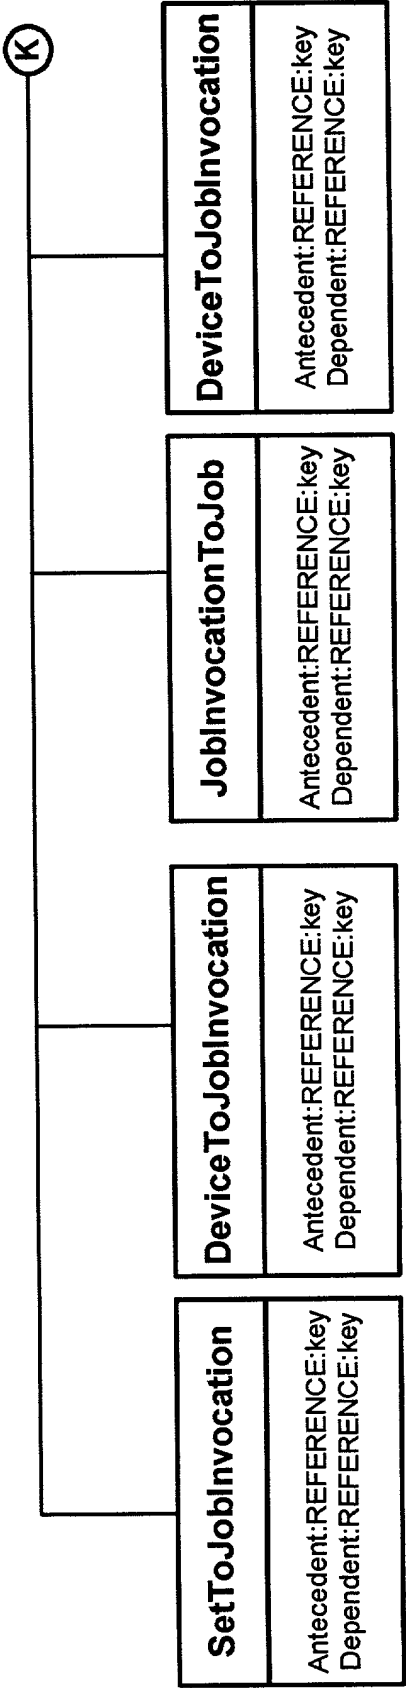 K
SetToJobInvocation
Antecedent:REFERENCE:key
Dependent:REFERENCE:key
DeviceToJobInvocation
Antecedent:REFERENCE:key
Dependent:REFERENCE:key
JobInvocationToJob
Antecedent:REFERENCE:key
Dependent:REFERENCE:key
DeviceToJobInvocation
Antecedent:REFERENCE:key
Dependent:REFERENCE:key